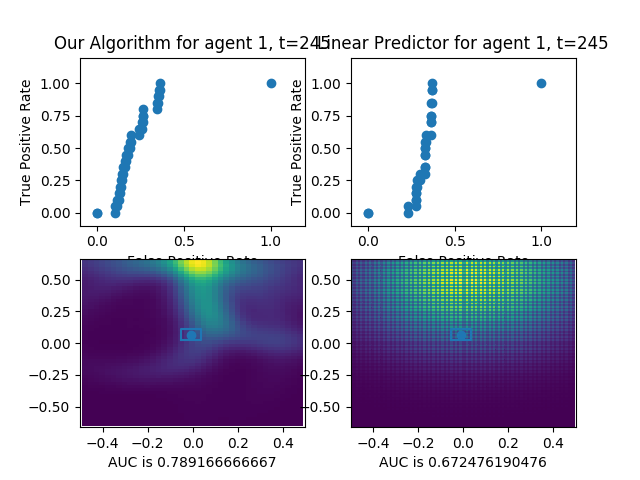 Our Algorithm for agent 1, t=245
Linear Predictor for agent 1, t=245
True Positive Rate
1.00
0.75
0.50
0.25
0.00
0.0 0.5 1.0
False Positive Rate
True Positive Rate
1.00
0.75
0.50
0.25
0.00
0.0 0.5 1.0
False Positive Rate
0.50
0.25
0.00
−0.25
−0.50
−0.4 −0.2 0.0 0.2 0.4
AUC is 0.789166666667
0.50
0.25
0.00
−0.25
−0.50
−0.4 −0.2 0.0 0.2 0.4
AUC is 0.672476190476